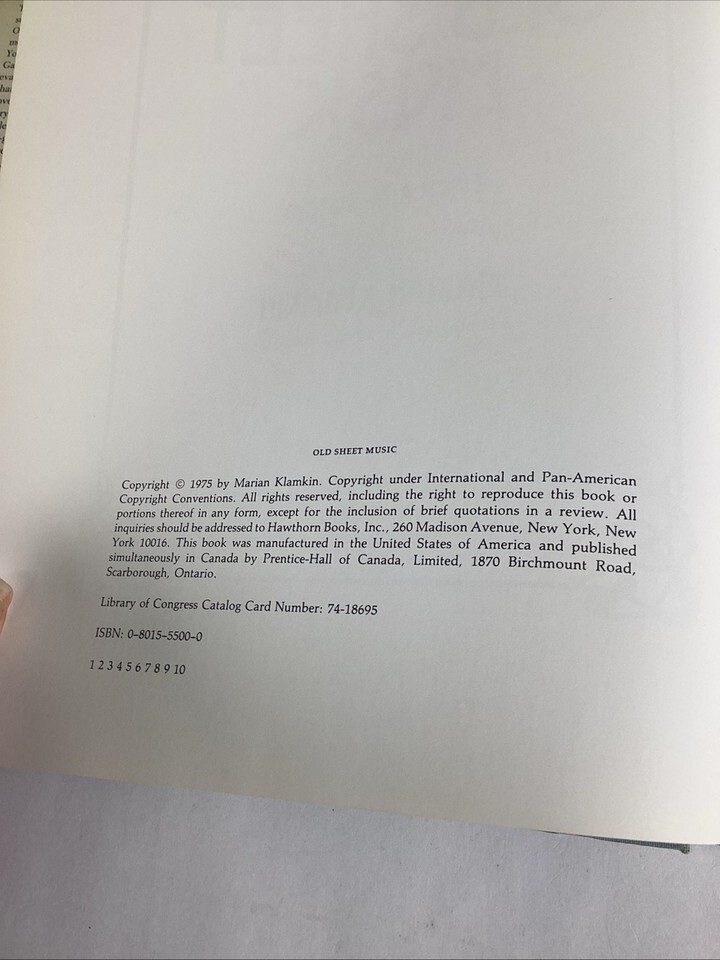 OLD SHEET MUSIC
Copyright © 1975 by Marian Klamkin. Copyright under International and Pan-American
Copyright Conventions. All rights reserved, including the right to reproduce this book or
portions thereof in any form, except for the inclusion of brief quotations in a review. All
inquiries should be addressed to Hawthorn Books, Inc., 260 Madison Avenue, New York, New
York 10016. This book was manufactured in the United States of America and published
simultaneously in Canada by Prentice-Hall of Canada, Limited, 1870 Birchmount Road,
Scarborough, Ontario.
Library of Congress Catalog Card Number: 74-18695
ISBN: 0-8015-5500-0
1 2 3 4 5 6 7 8 9 10